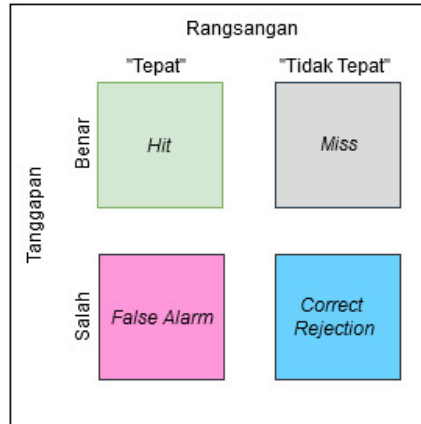 Rangsangan
"Tepat"
"Tidak Tepat"
Tanggapan
Benar
Hit
Miss
Salah
False Alarm
Correct
Rejection